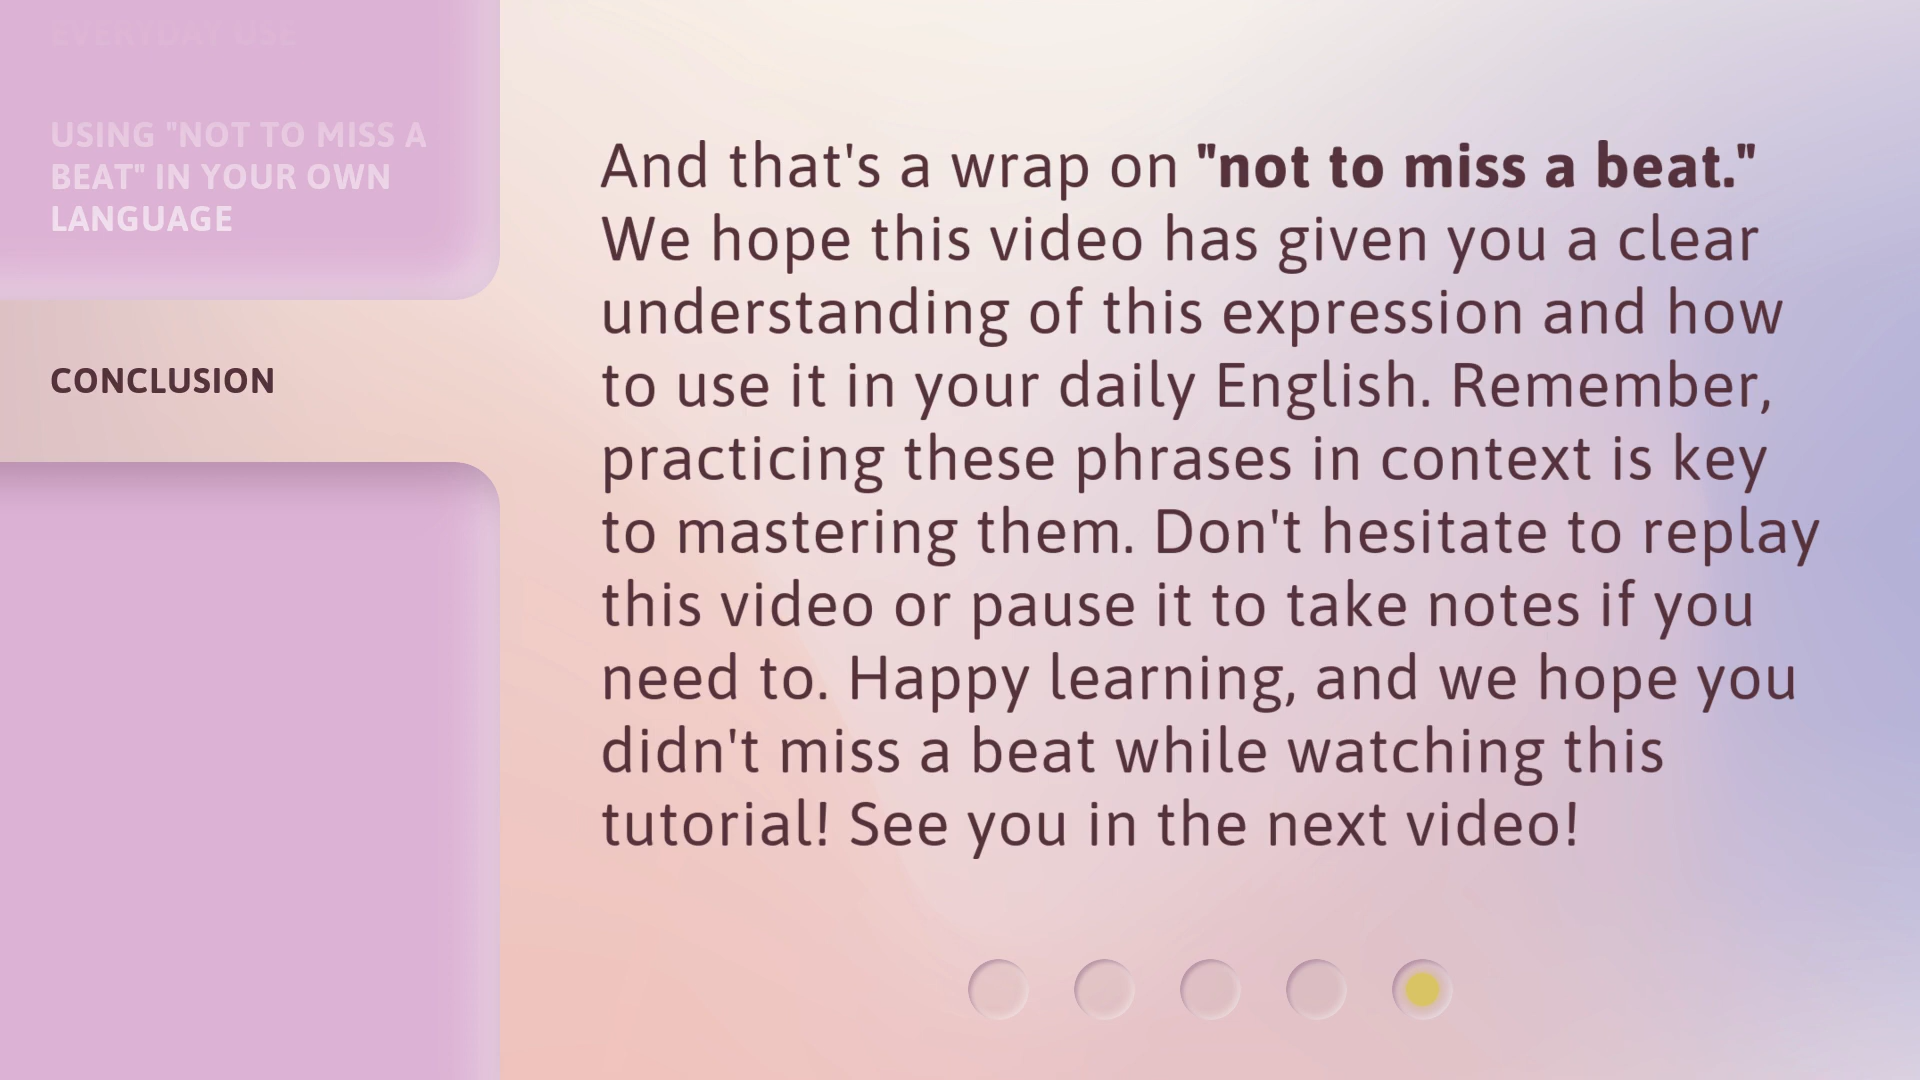 EVERYDAY USE
USING "NOT TO MISS A
BEAT" IN YOUR OWN
LANGUAGE
CONCLUSION
And that's a wrap on "not to miss a beat."
We hope this video has given you a clear
understanding of this expression and how
to use it in your daily English. Remember,
practicing these phrases in context is key
to mastering them. Don't hesitate to replay
this video or pause it to take notes if you
need to. Happy learning, and we hope you
didn't miss a beat while watching this
tutorial! See you in the next video!